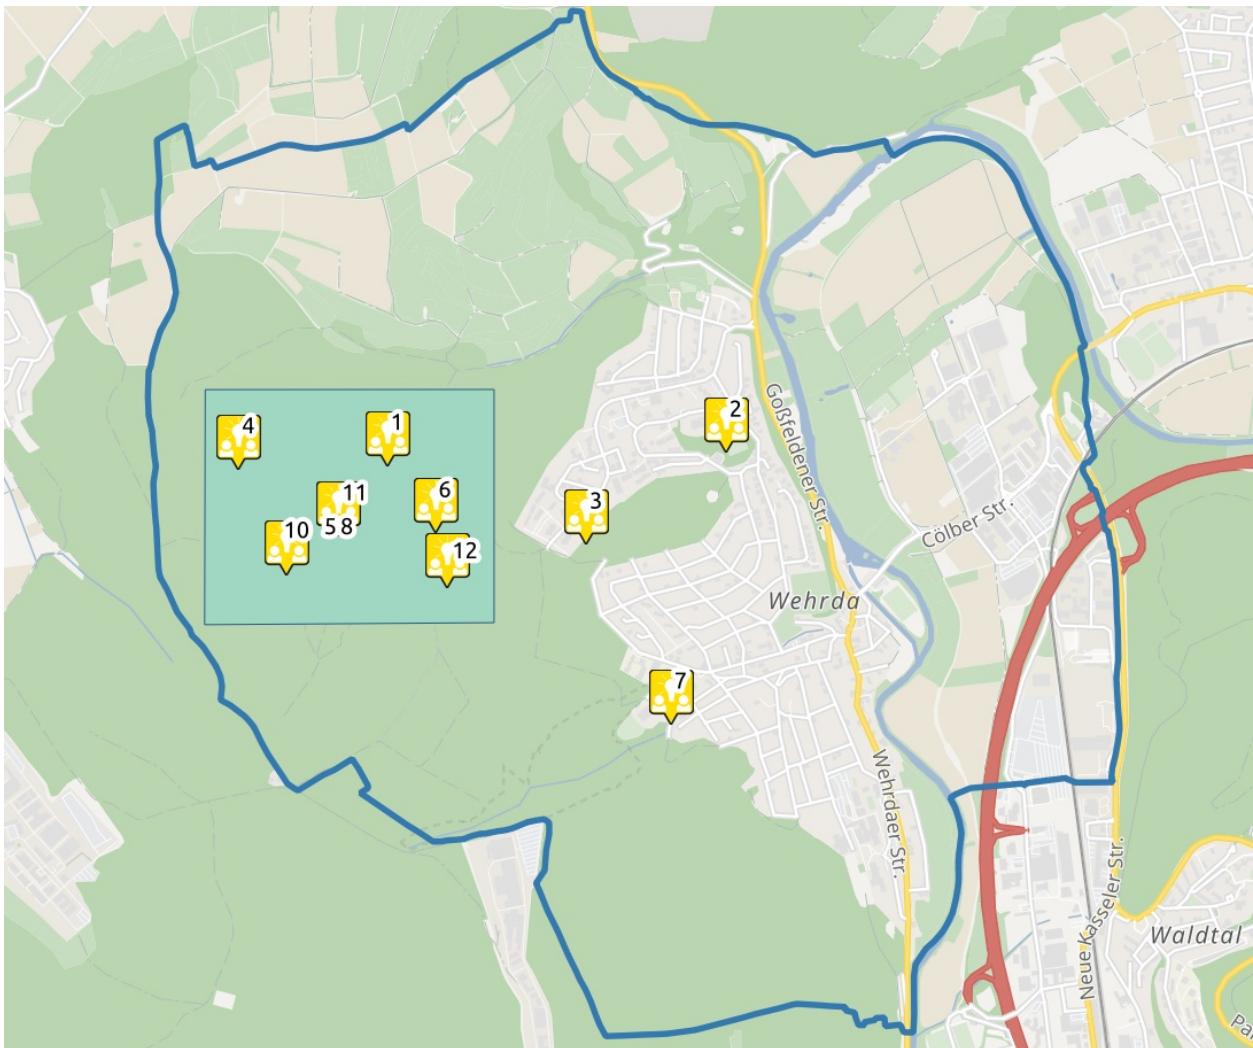 4
1
2
11
6
3
5 8
10
12
Goßfeldener Str.
Cölber Str.
Wehrda
7
Wehrdaer Str.
Neue Kasseler Str.
Waldtal
Pa